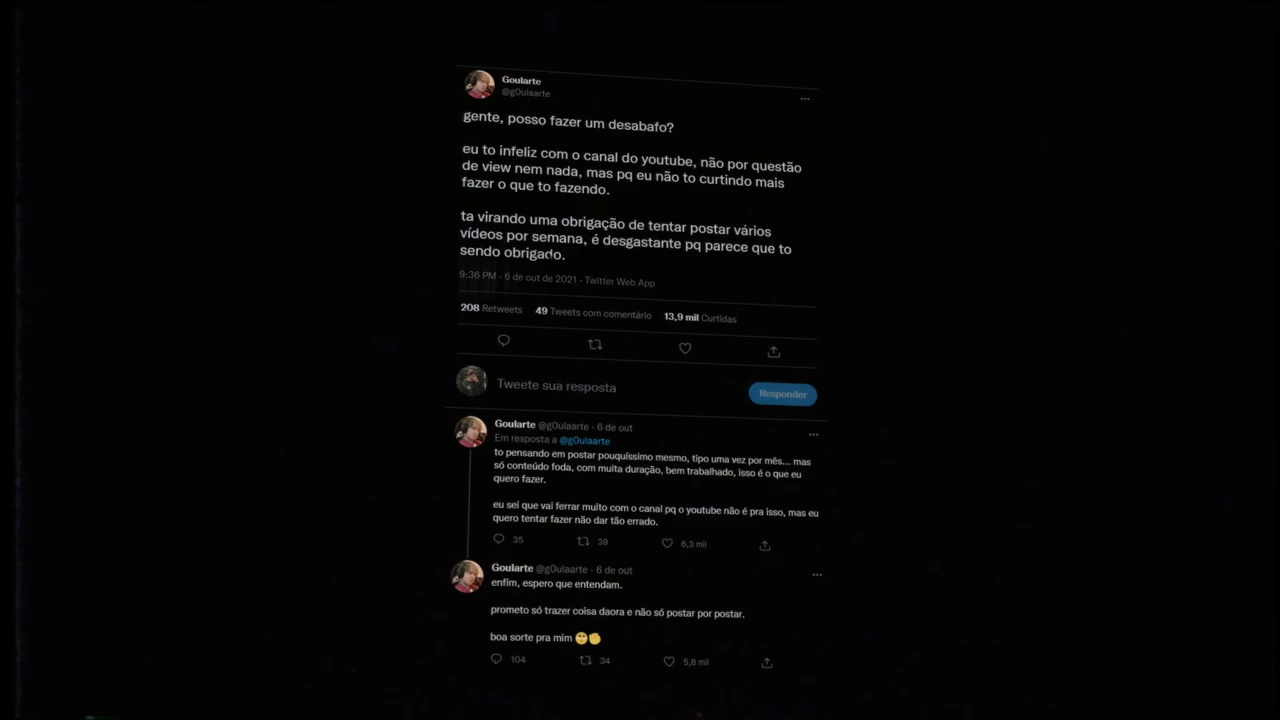 Goularte
@g0ulaarte
gente, posso fazer um desabafo?
eu to infeliz com o canal do youtube, não por questão
de view nem nada, mas pq eu não to curtindo mais
fazer o que to fazendo.
ta virando uma obrigação de tentar postar vários
vídeos por semana, é desgastante pq parece que to
sendo obrigado.
9:36 PM · 6 de out de 2021 · Twitter Web App
208 Retweets 49 Tweets com comentário 13,9 mil Curtidas
Tweete sua resposta
Responder
Goularte @g0ulaarte · 6 de out
Em resposta a @g0ulaarte
to pensando em postar pouquíssimo mesmo, tipo uma vez por mês... mas
só conteúdo foda, com muita duração, bem trabalhado, isso é o que eu
quero fazer.
eu sei que vai ferrar muito com o canal pq o youtube não é pra isso, mas eu
quero tentar fazer não dar tão errado.
35 39 6,3 mil
Goularte @g0ulaarte · 6 de out
enfim, espero que entendam.
prometo só trazer coisa daora e não só postar por postar.
boa sorte pra mim 🥺✊
104 34 5,8 mil